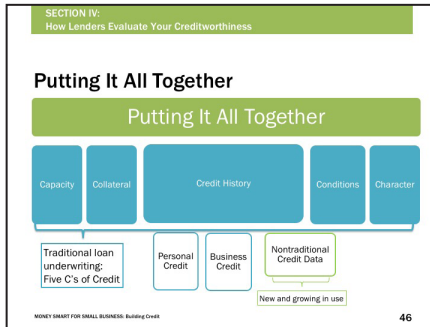 SECTION IV:
How Lenders Evaluate Your Creditworthiness
Putting It All Together
Putting It All Together
Capacity
Collateral
Credit History
Conditions
Character
Traditional loan
underwriting:
Five C's of Credit
Personal
Credit
Business
Credit
Nontraditional
Credit Data
New and growing in use
MONEY SMART FOR SMALL BUSINESS: Building Credit
46